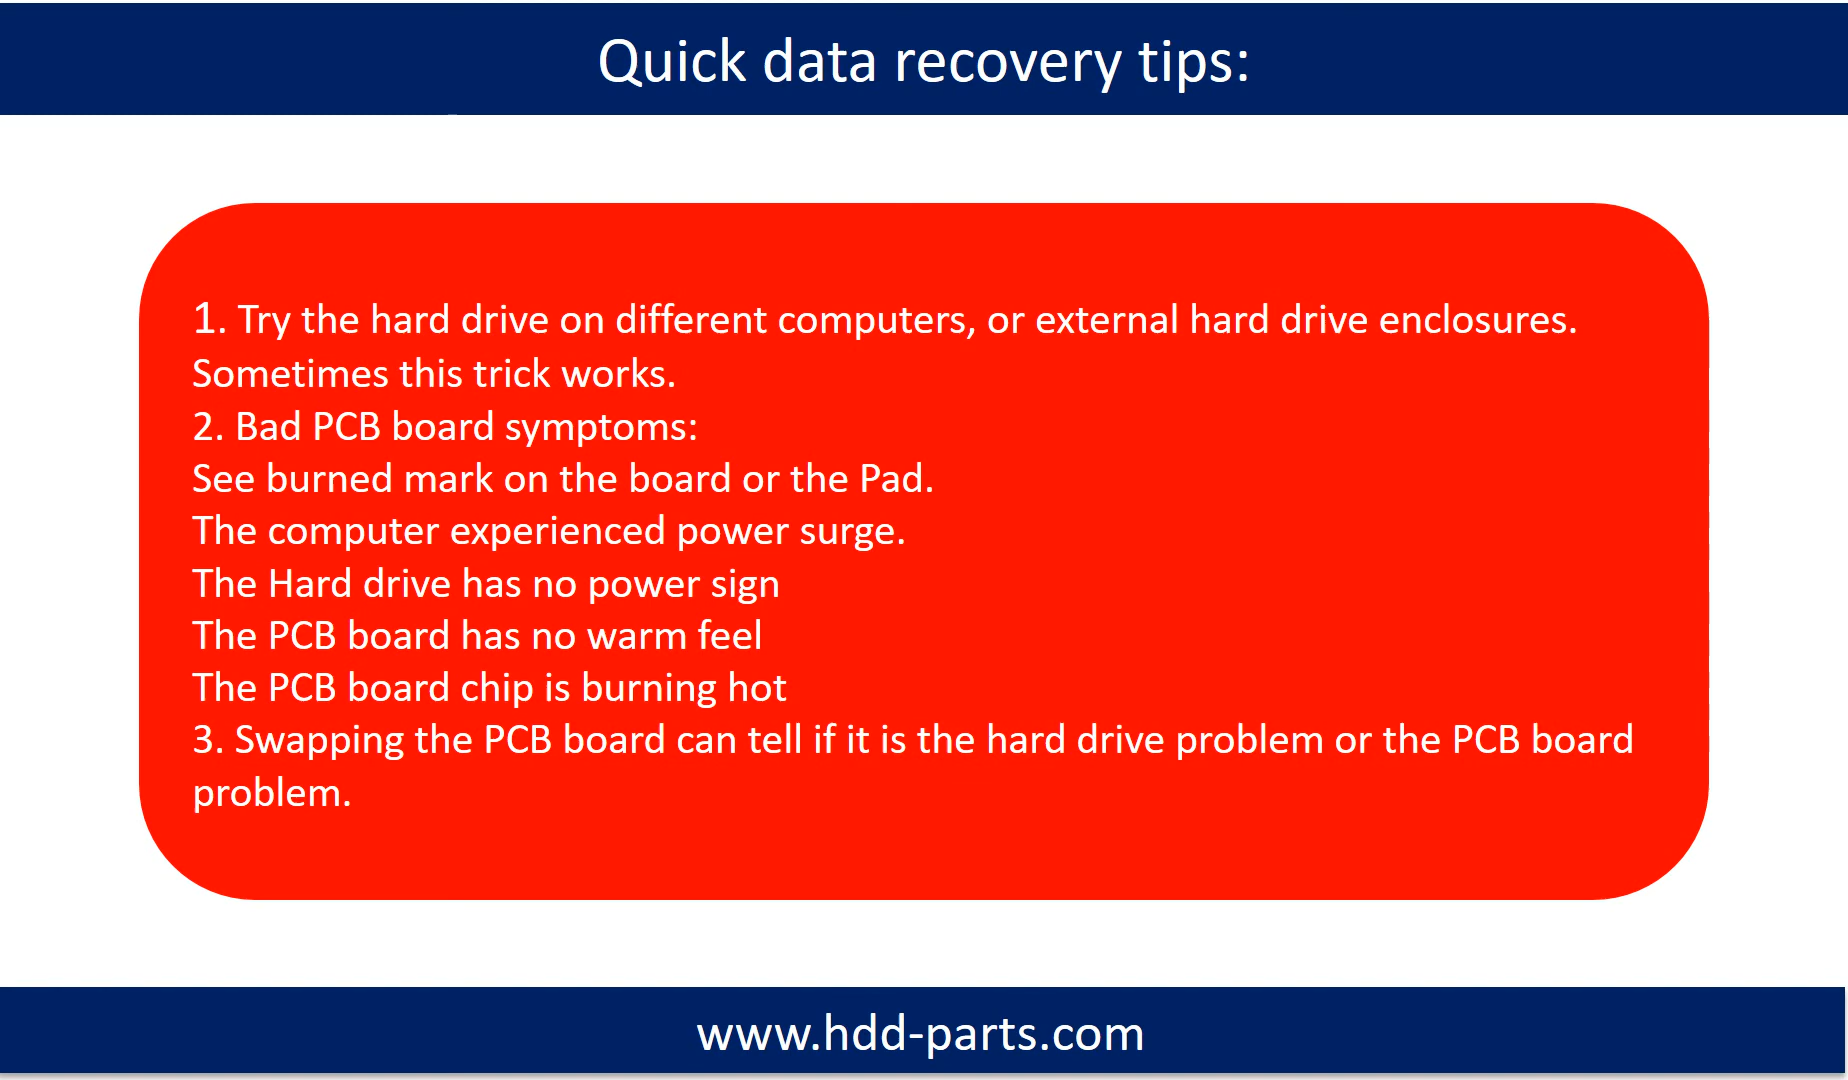 Quick data recovery tips:
1. Try the hard drive on different computers, or external hard drive enclosures.
Sometimes this trick works.
2. Bad PCB board symptoms:
See burned mark on the board or the Pad.
The computer experienced power surge.
The Hard drive has no power sign
The PCB board has no warm feel
The PCB board chip is burning hot
3. Swapping the PCB board can tell if it is the hard drive problem or the PCB board
problem.
www.hdd-parts.com